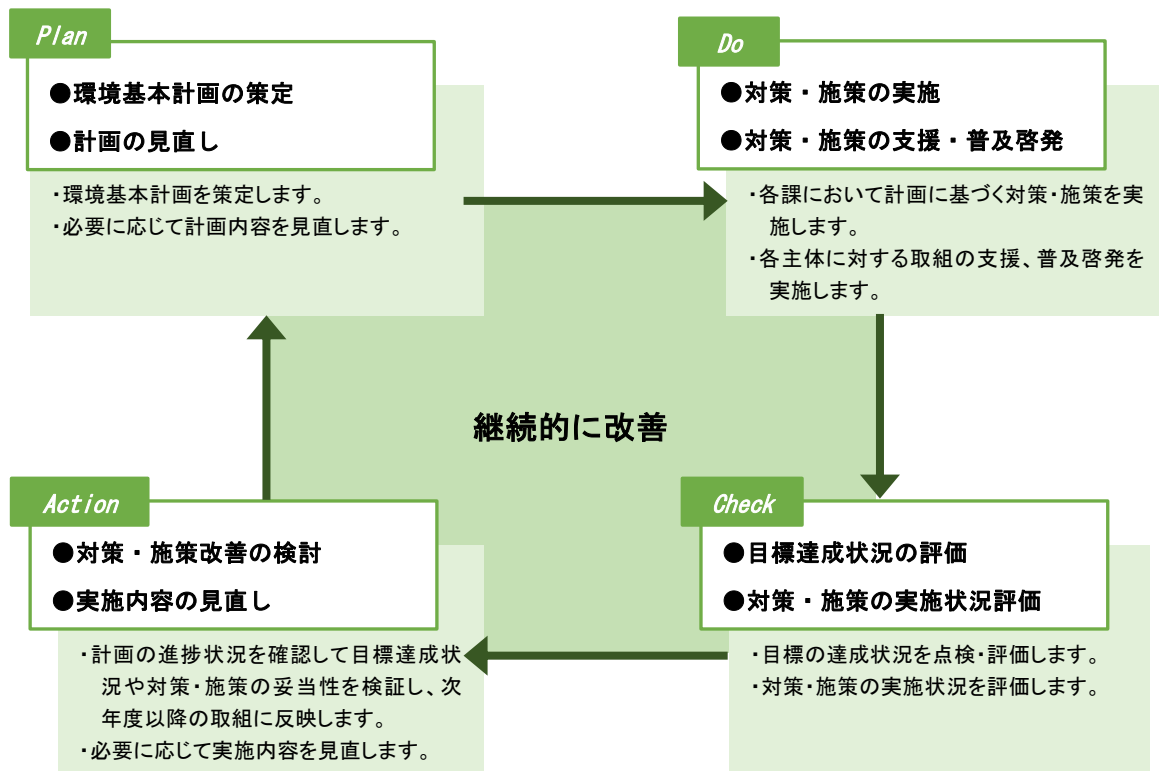 Plan
●環境基本計画の策定
●計画の見直し
・環境基本計画を策定します。
・必要に応じて計画内容を見直します。
Do
●対策・施策の実施
●対策・施策の支援・普及啓発
・各課において計画に基づく対策・施策を実
施します。
・各主体に対する取組の支援、普及啓発を
実施します。
継続的に改善
Action
●対策・施策改善の検討
●実施内容の見直し
・計画の進捗状況を確認して目標達成状
況や対策・施策の妥当性を検証し、次
年度以降の取組に反映します。
・必要に応じて実施内容を見直します。
Check
●目標達成状況の評価
●対策・施策の実施状況評価
・目標の達成状況を点検・評価します。
・対策・施策の実施状況を評価します。